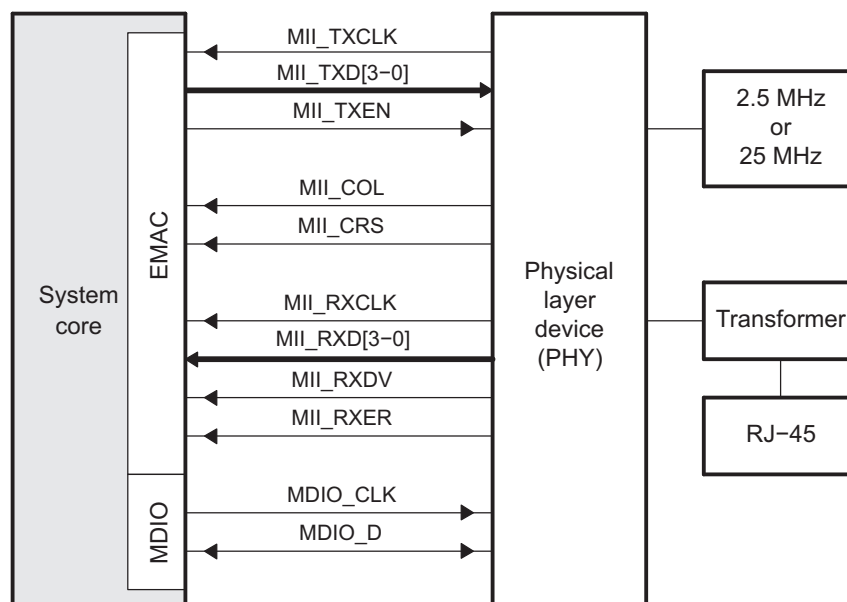 System
core
EMAC
MDIO
MII_TXCLK
MII_TXD[3−0]
MII_TXEN
MII_COL
MII_CRS
MII_RXCLK
MII_RXD[3−0]
MII_RXDV
MII_RXER
MDIO_CLK
MDIO_D
Physical
layer
device
(PHY)
2.5 MHz
or
25 MHz
Transformer
RJ−45